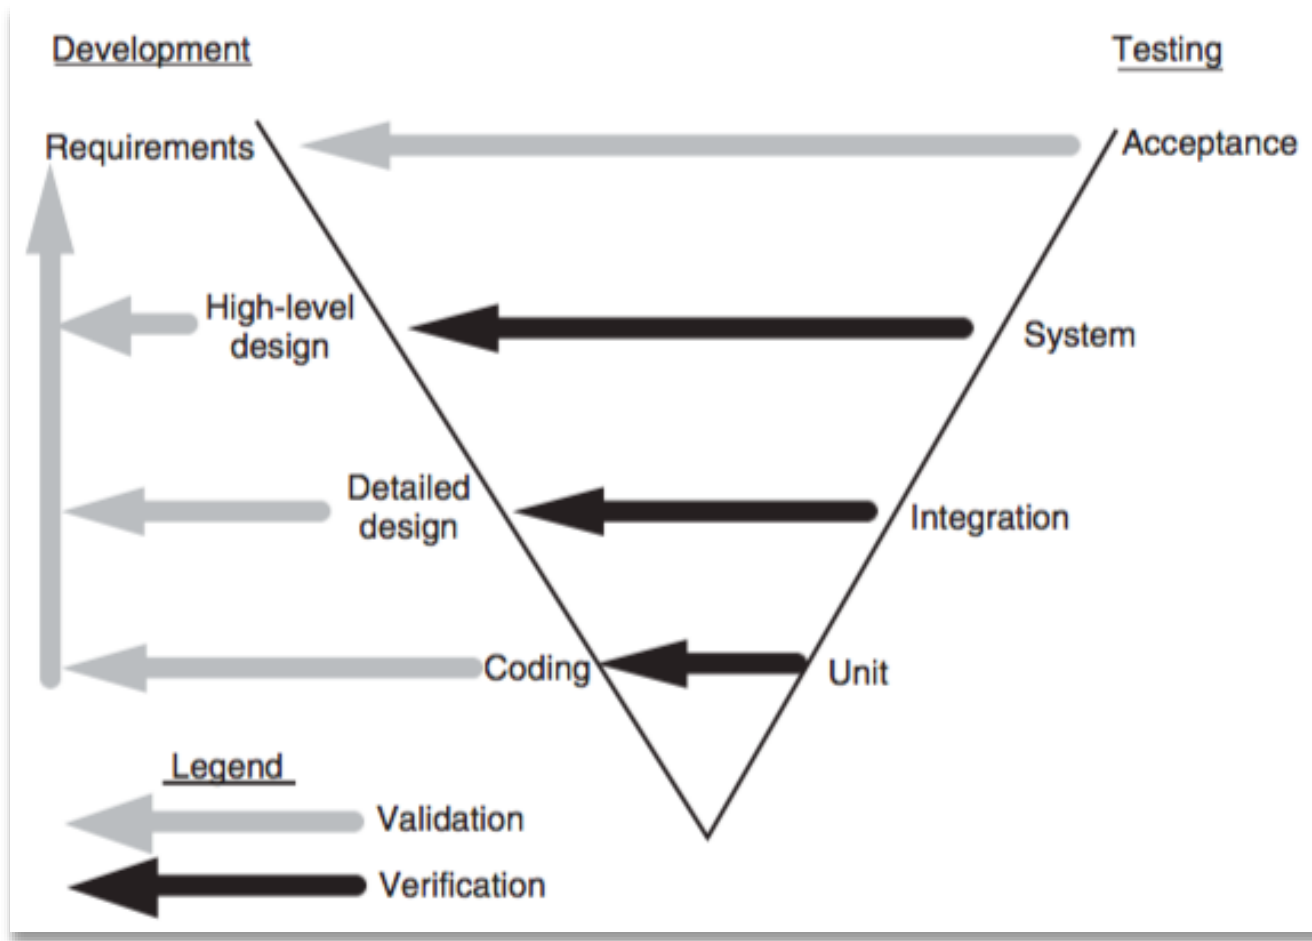 Development
Testing
Requirements
Acceptance
High-level
design
System
Detailed
design
Integration
Coding
Unit
Legend
Validation
Verification